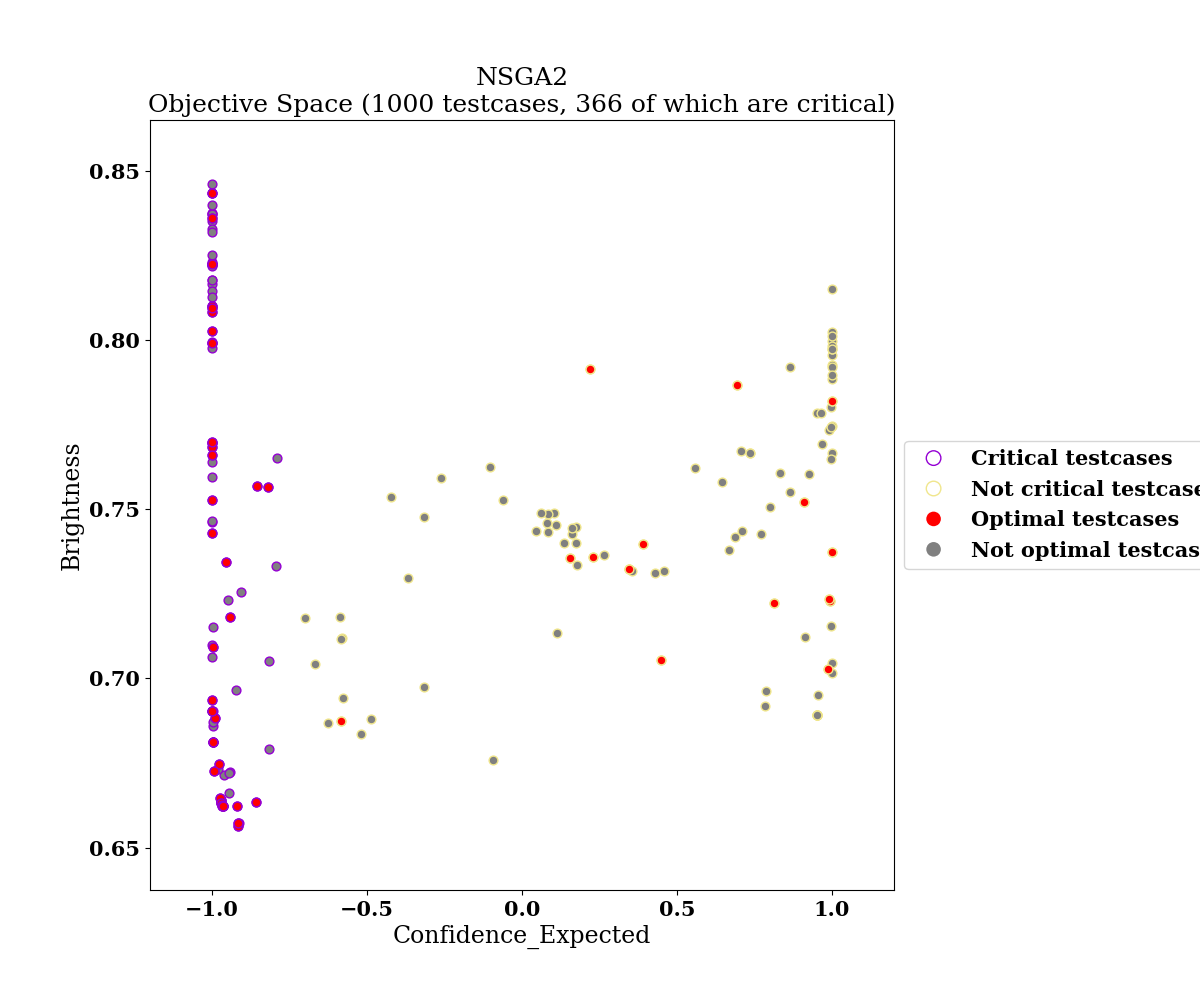 NSGA2
Objective Space (1000 testcases, 366 of which are critical)
0.85
0.80
0.75
0.70
0.65
Brightness
−1.0
−0.5
0.0
0.5
1.0
Confidence_Expected
Critical testcases
Not critical testcase
Optimal testcases
Not optimal testcas